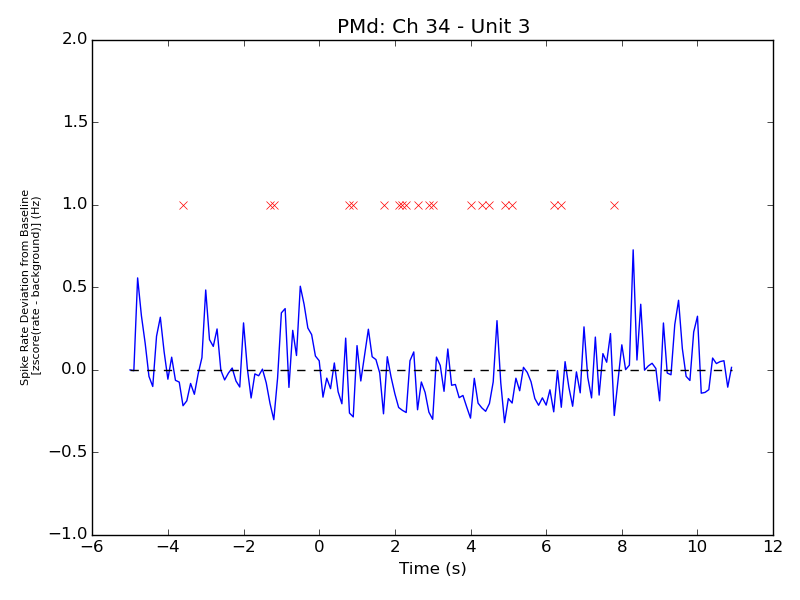 PMd: Ch 34 - Unit 3
2.0
1.5
1.0
0.5
0.0
−0.5
−1.0
Spike Rate Deviation from Baseline
[zscore(rate - background)] (Hz)
−6 −4 −2 0 2 4 6 8 10 12
Time (s)